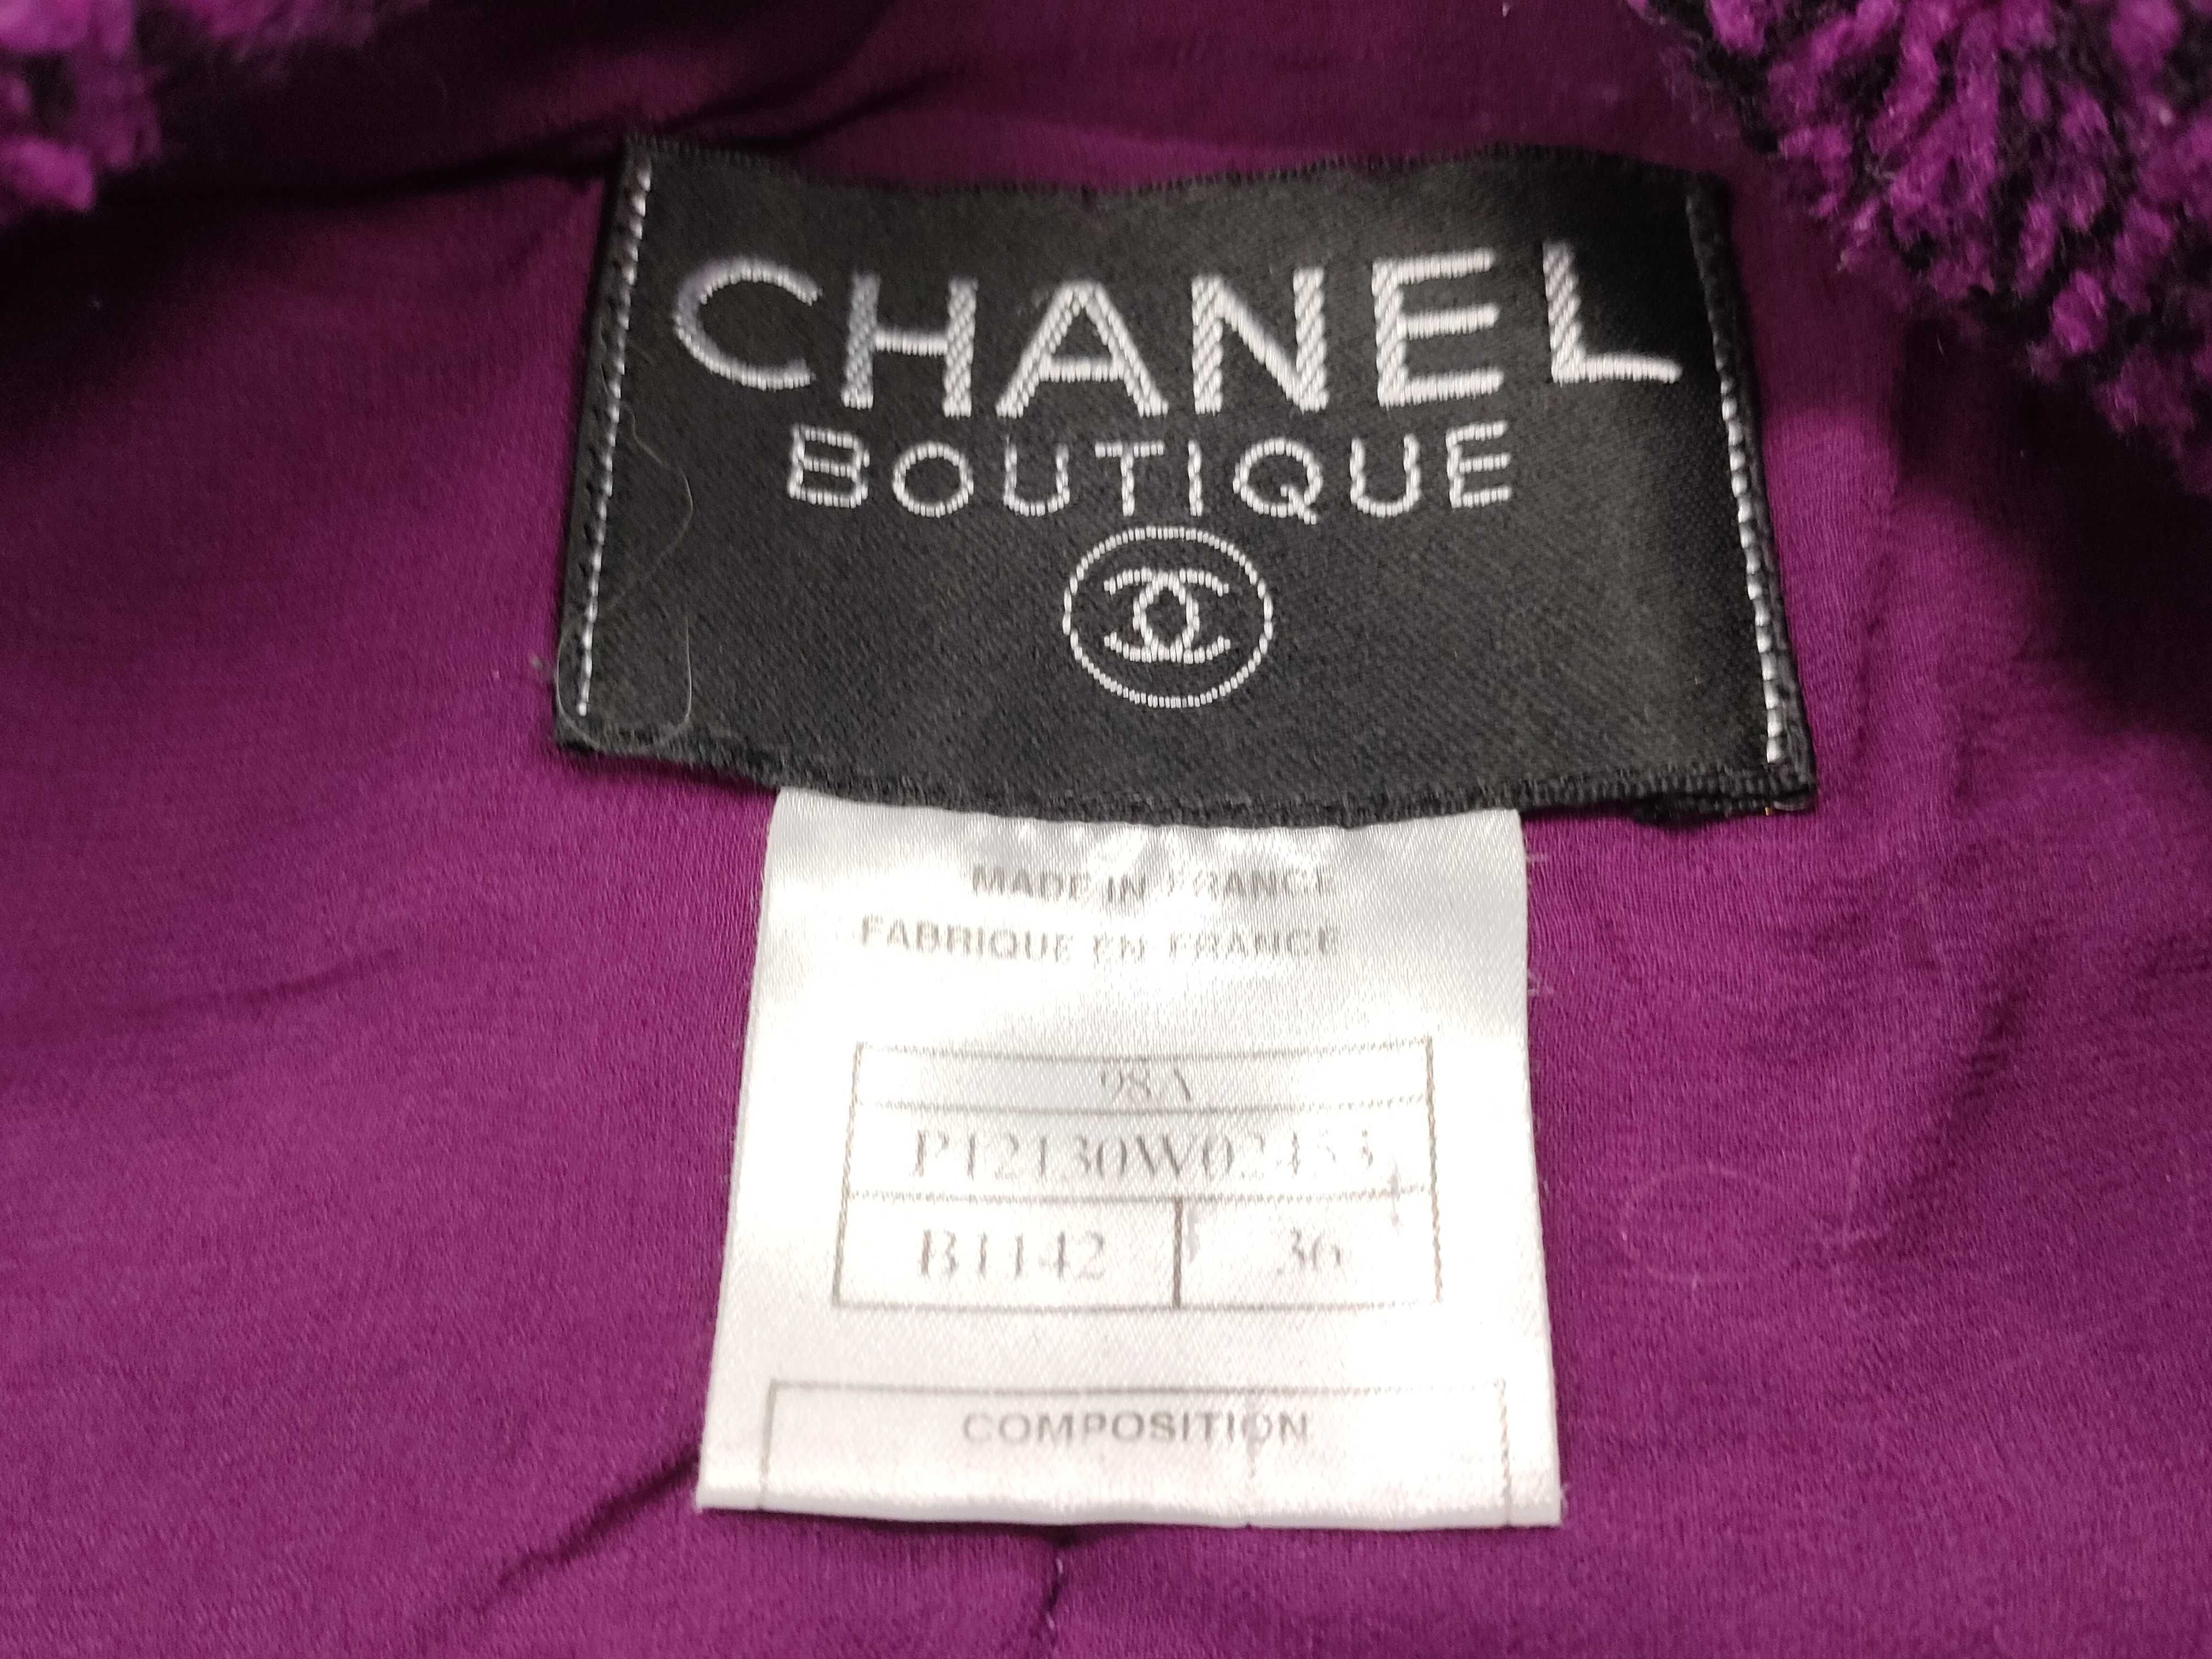 CHANEL
BOUTIQUE
MADE IN FRANCE
FABRIQUE EN FRANCE
98A
P12130W02453
B1142 36
COMPOSITION